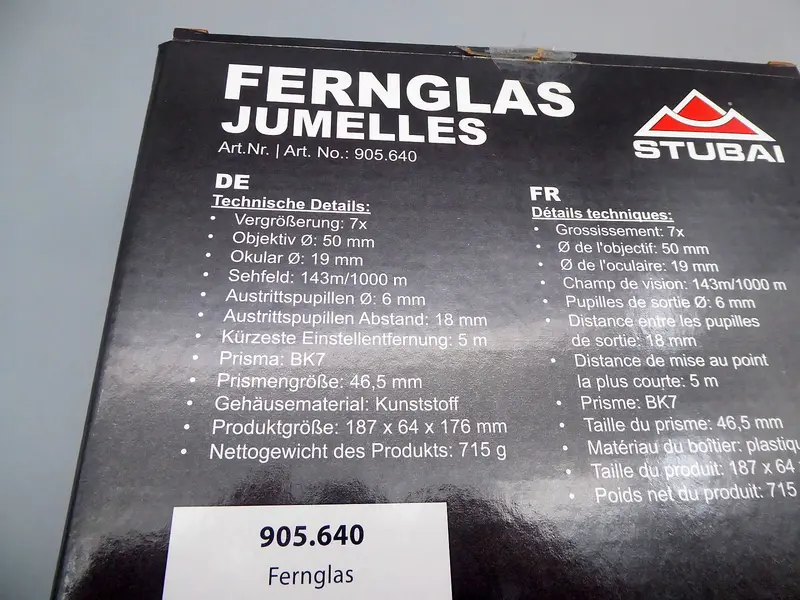 FERNGLAS
JUMELLES
Art.Nr. | Art. No.: 905.640
STUBAI
DE
Technische Details:
• Vergrößerung: 7x
• Objektiv Ø: 50 mm
• Okular Ø: 19 mm
• Sehfeld: 143m/1000 m
• Austrittspupillen Ø: 6 mm
• Austrittspupillen Abstand: 18 mm
• Kürzeste Einstellentfernung: 5 m
• Prisma: BK7
• Prismengröße: 46,5 mm
• Gehäusematerial: Kunststoff
• Produktgröße: 187 x 64 x 176 mm
• Nettogewicht des Produkts: 715 g
FR
Détails techniques:
• Grossissement: 7x
• Ø de l'objectif: 50 mm
• Ø de l'oculaire: 19 mm
• Champ de vision: 143m/1000 m
• Pupilles de sortie Ø: 6 mm
• Distance entre les pupilles
de sortie: 18 mm
• Distance de mise au point
la plus courte: 5 m
• Prisme: BK7
• Taille du prisme: 46,5 mm
• Matériau du boîtier: plastiqu
• Taille du produit: 187 x 64
• Poids net du produit: 715
905.640
Fernglas